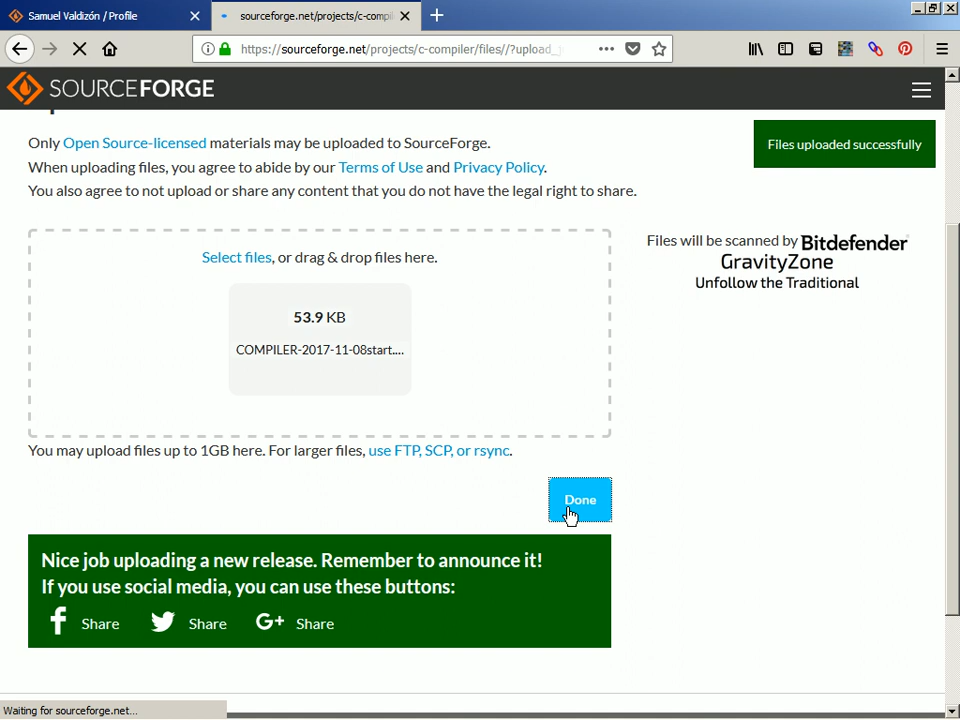 Samuel Valdizón / Profile
sourceforge.net/projects/c-compil
https://sourceforge.net/projects/c-compiler/files//?upload_
SOURCEFORGE
Only Open Source-licensed materials may be uploaded to SourceForge.
When uploading files, you agree to abide by our Terms of Use and Privacy Policy.
You also agree to not upload or share any content that you do not have the legal right to share.
Files uploaded successfully
Select files, or drag & drop files here.
53.9 KB
COMPILER-2017-11-08start....
Files will be scanned by Bitdefender
GravityZone
Unfollow the Traditional
You may upload files up to 1GB here. For larger files, use FTP, SCP, or rsync.
Done
Nice job uploading a new release. Remember to announce it!
If you use social media, you can use these buttons:
Share
Share
G+ Share
Waiting for sourceforge.net...